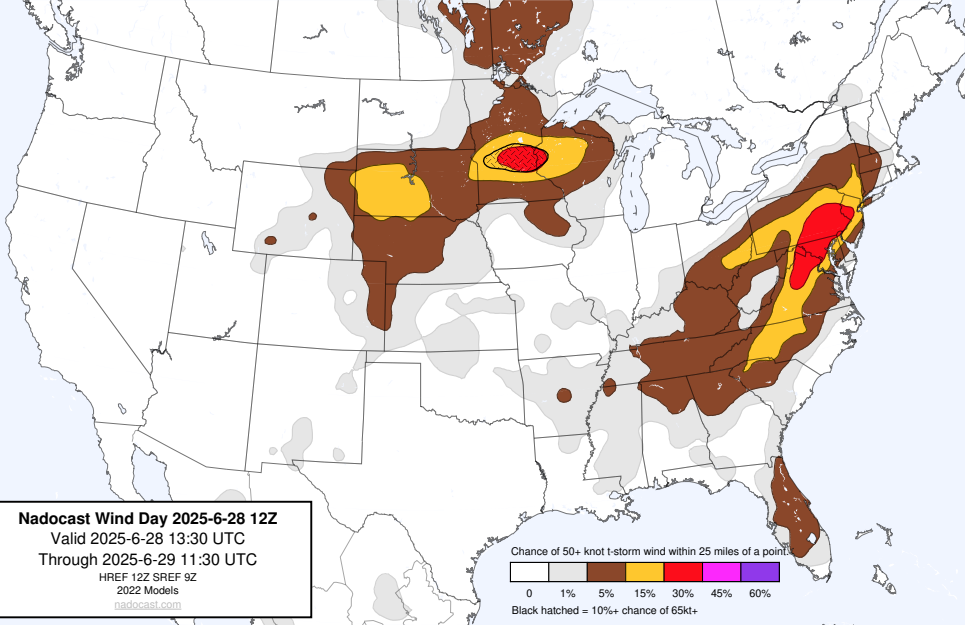 Nadocast Wind Day 2025-6-28 12Z
Valid 2025-6-28 13:30 UTC
Through 2025-6-29 11:30 UTC
HREF 12Z SREF 9Z
2022 Models
nadocast.com
Chance of 50+ knot t-storm wind within 25 miles of a point.
0 1% 5% 15% 30% 45% 60%
Black hatched = 10%+ chance of 65kt+